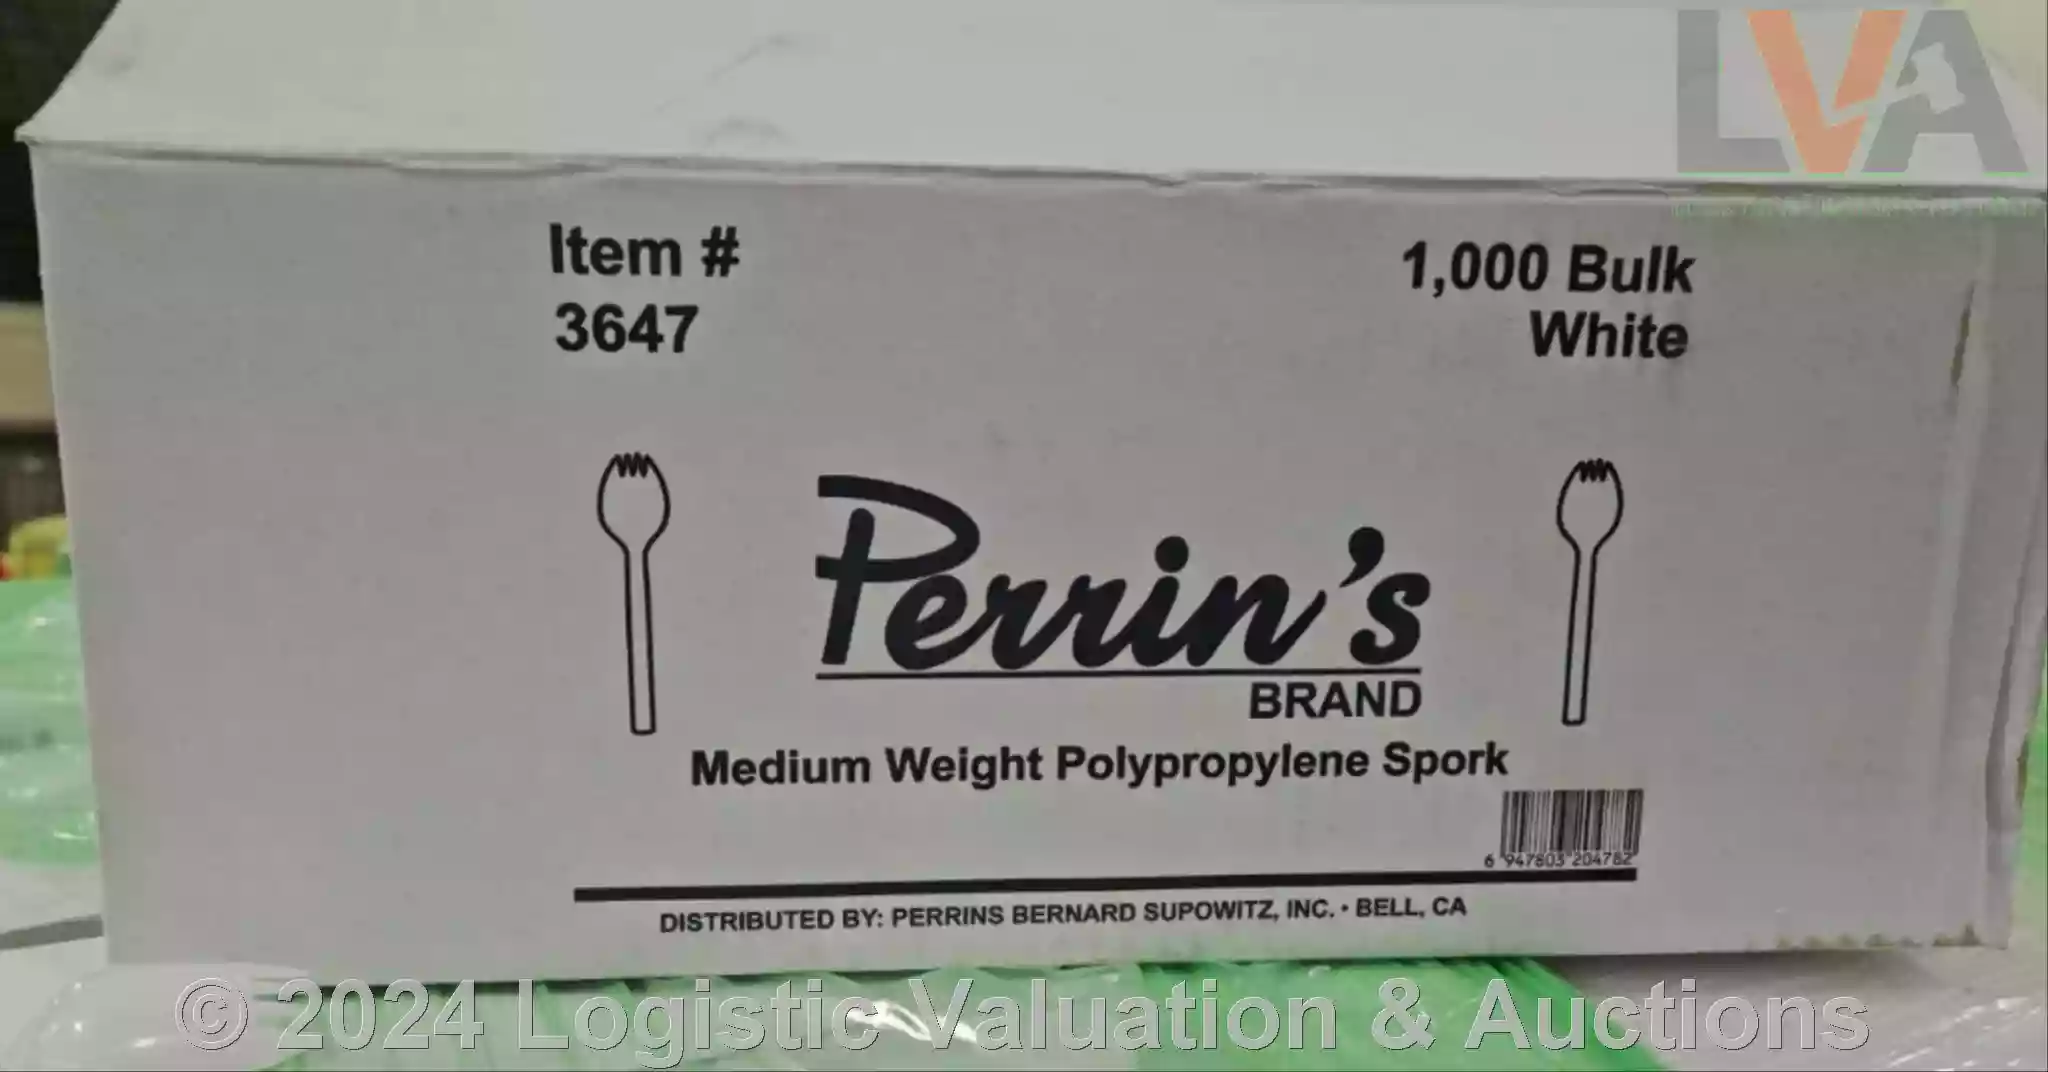 LVA
Item #
3647
1,000 Bulk
White
Perrin's
BRAND
Medium Weight Polypropylene Spork
6 947803 204782
DISTRIBUTED BY: PERRINS BERNARD SUPOWITZ, INC. • BELL, CA
© 2024 Logistic Valuation & Auctions